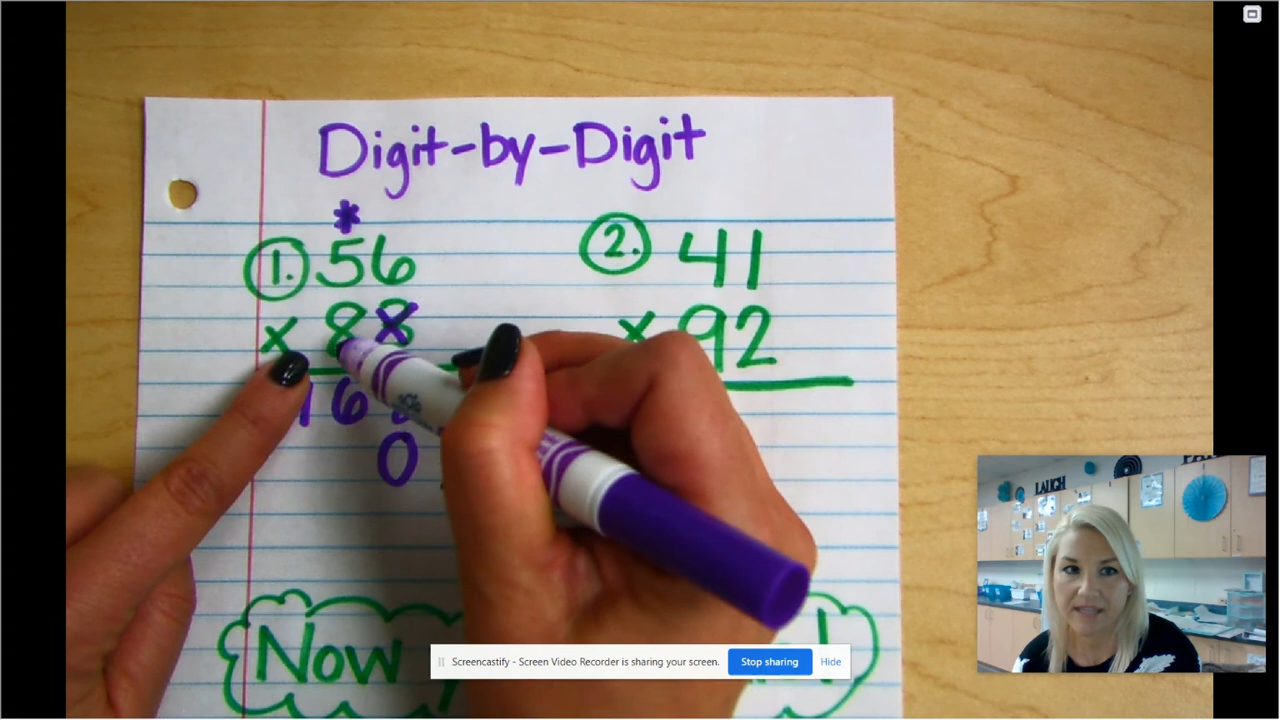 Digit-by-Digit
*
1. 56
x 88
6
0
2. 41
x 92
Now
LAUGH
Screencastify - Screen Video Recorder is sharing your screen.
Stop sharing
Hide